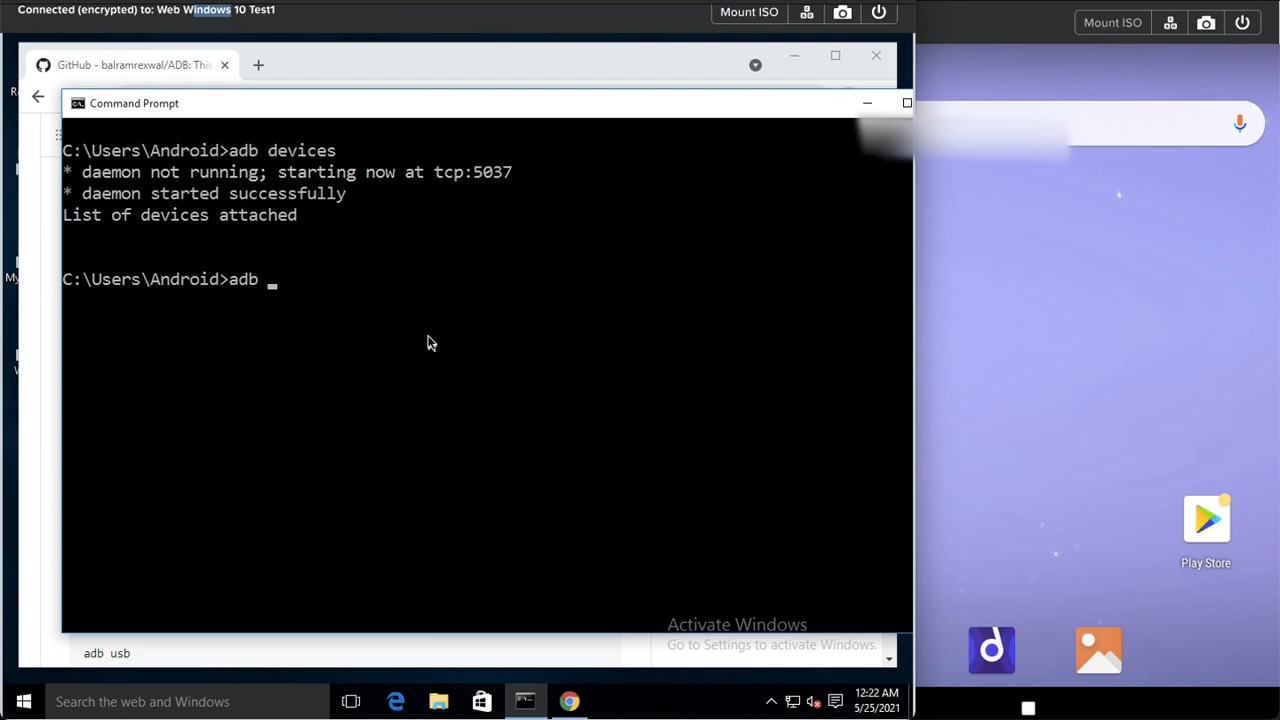 Connected (encrypted) to: Web Windows 10 Test1
Mount ISO
Mount ISO
GitHub - balramrexwal/ADB: This
Command Prompt
C:\Users\Android>adb devices
* daemon not running; starting now at tcp:5037
* daemon started successfully
List of devices attached
C:\Users\Android>adb
Play Store
Activate Windows
Go to Settings to activate Windows.
adb usb
Search the web and Windows
12:22 AM
5/25/2021